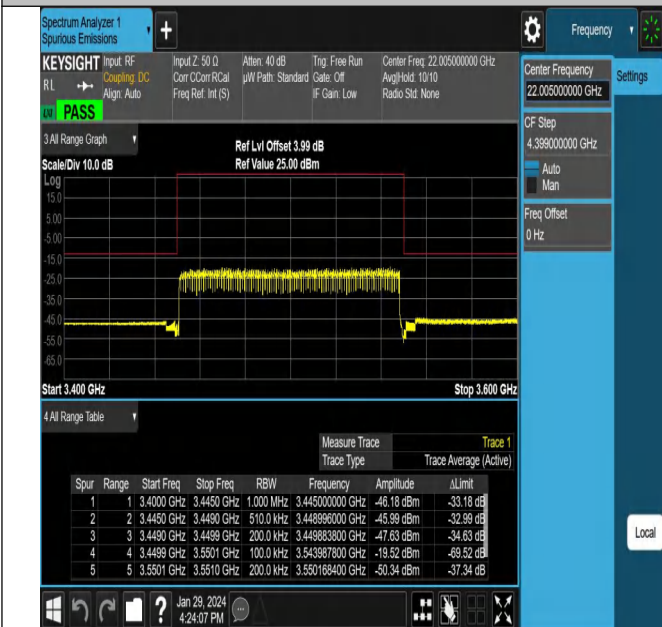 Spectrum Analyzer 1
Spurious Emissions
+
Frequency
KEYSIGHT Input: RF
RL Coupling: DC
Align: Auto
Input Z: 50 Ω
Corr CCorr RCal
Freq Ref: Int (S)
Atten: 40 dB
µW Path: Standard
Trig: Free Run
Gate: Off
IF Gain: Low
Center Freq: 22.005000000 GHz
Avg|Hold: 10/10
Radio Std: None
PASS
Center Frequency
22.005000000 GHz
Settings
CF Step
4.399000000 GHz
Auto
Man
Freq Offset
0 Hz
3 All Range Graph
Scale/Div 10.0 dB
Ref Lvl Offset 3.99 dB
Ref Value 25.00 dBm
Log
15.0
5.00
-5.00
-15.0
-25.0
-35.0
-45.0
-55.0
-65.0
Start 3.400 GHz Stop 3.600 GHz
4 All Range Table
Measure Trace Trace 1
Trace Type Trace Average (Active)
Spur Range Start Freq Stop Freq RBW Frequency Amplitude ΔLimit
1 1 3.4000 GHz 3.4450 GHz 1.000 MHz 3.445000000 GHz -46.18 dBm -33.18 dB
2 2 3.4450 GHz 3.4490 GHz 510.0 kHz 3.448996000 GHz -45.99 dBm -32.99 dB
3 3 3.4490 GHz 3.4499 GHz 200.0 kHz 3.449883800 GHz -47.63 dBm -34.63 dB
4 4 3.4499 GHz 3.5501 GHz 100.0 kHz 3.543987800 GHz -19.52 dBm -69.52 dB
5 5 3.5501 GHz 3.5510 GHz 200.0 kHz 3.550168400 GHz -50.34 dBm -37.34 dB
Local
?
Jan 29, 2024
4:24:07 PM